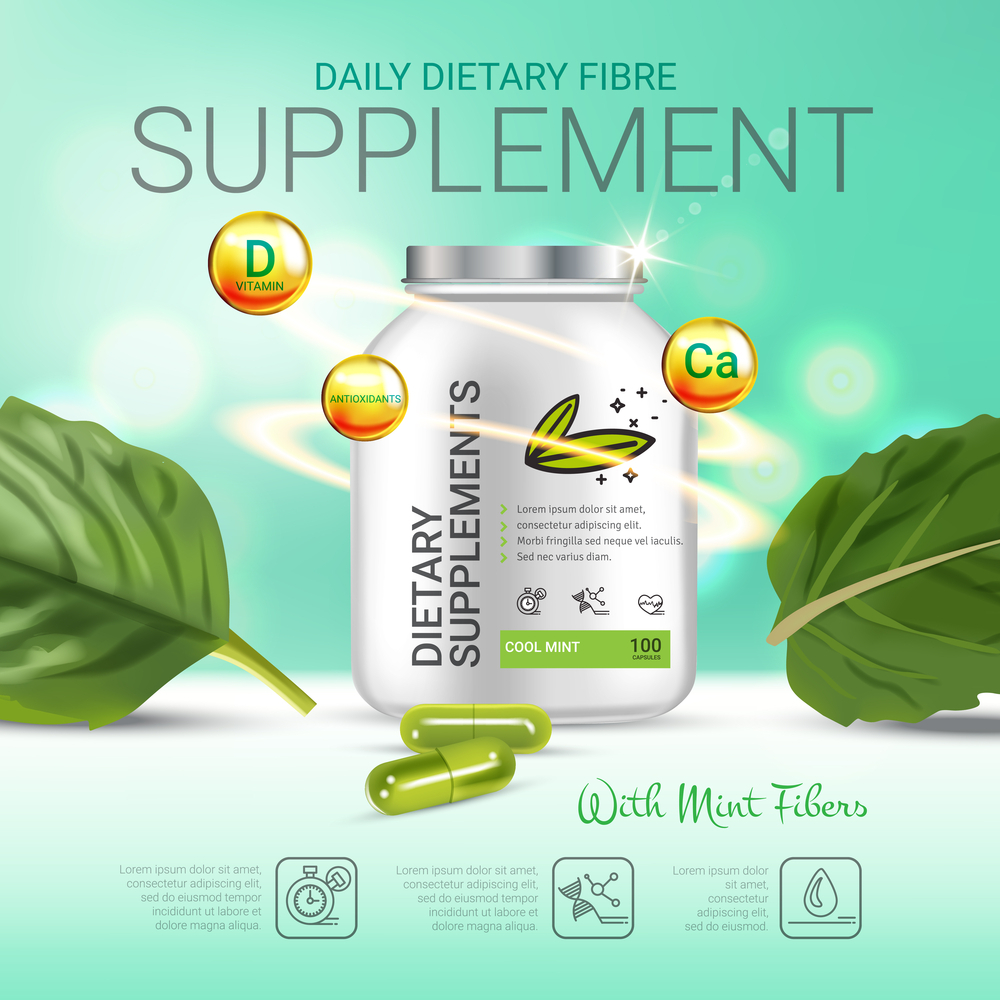 DAILY DIETARY FIBRE
SUPPLEMENT
D
VITAMIN
Ca
ANTIOXIDANTS
DIETARY
SUPPLEMENTS
Lorem ipsum dolor sit amet,
consectetur adipiscing elit.
Morbi fringilla sed neque vel iaculis.
Sed nec varius diam.
COOL MINT
100
CAPSULES
With Mint Fibers
Lorem ipsum dolor sit amet,
consectetur adipiscing elit,
sed do eiusmod tempor
incididunt ut labore et
dolore magna aliqua.
Lorem ipsum dolor sit amet,
consectetur adipiscing elit,
sed do eiusmod tempor
incididunt ut labore et
dolore magna aliqua.
Lorem ipsum dolor
sit amet,
consectetur
adipiscing elit,
sed do eiusmod.